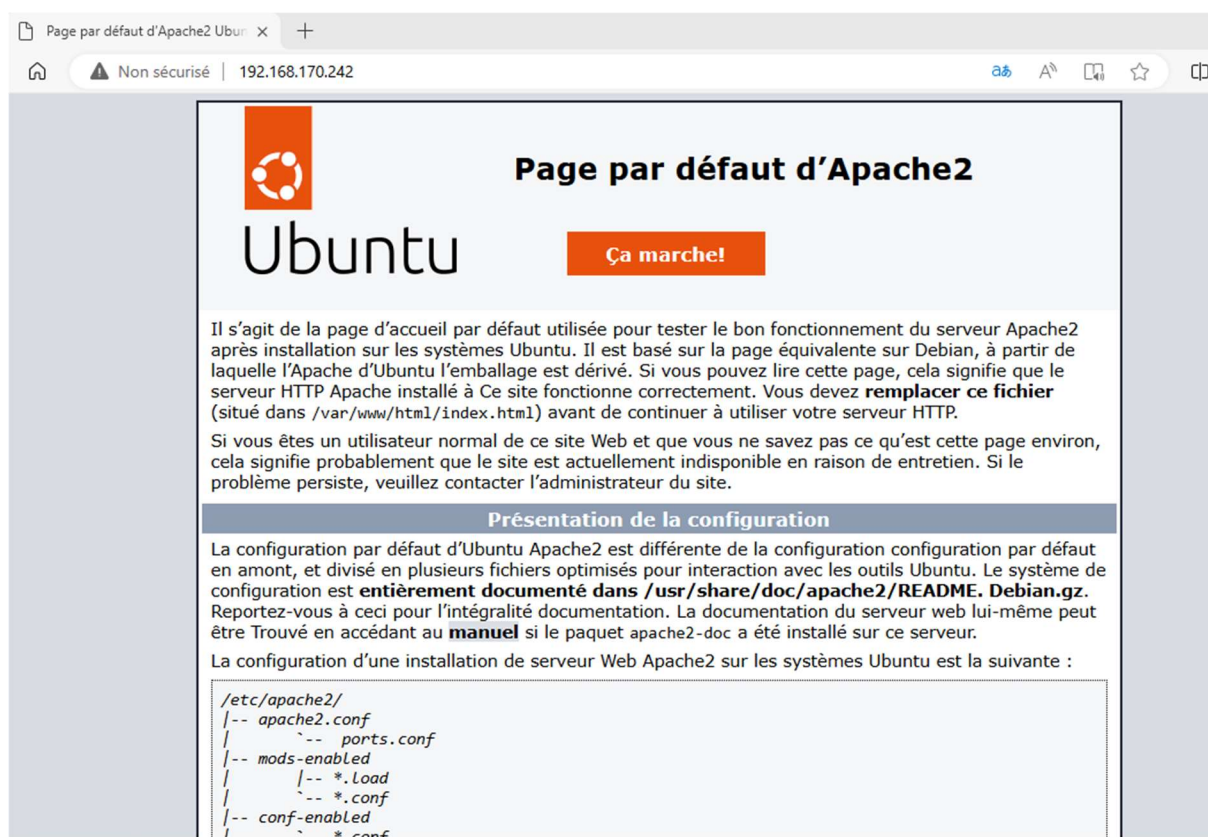 Page par défaut d'Apache2 Ubun
Non sécurisé | 192.168.170.242
Page par défaut d’Apache2
Ubuntu
Ça marche!
Il s’agit de la page d’accueil par défaut utilisée pour tester le bon fonctionnement du serveur Apache2
après installation sur les systèmes Ubuntu. Il est basé sur la page équivalente sur Debian, à partir de
laquelle l’Apache d’Ubuntu l’emballage est dérivé. Si vous pouvez lire cette page, cela signifie que le
serveur HTTP Apache installé à Ce site fonctionne correctement. Vous devez remplacer ce fichier
(situé dans /var/www/html/index.html) avant de continuer à utiliser votre serveur HTTP.
Si vous êtes un utilisateur normal de ce site Web et que vous ne savez pas ce qu’est cette page environ,
cela signifie probablement que le site est actuellement indisponible en raison de entretien. Si le
problème persiste, veuillez contacter l’administrateur du site.
Présentation de la configuration
La configuration par défaut d’Ubuntu Apache2 est différente de la configuration configuration par défaut
en amont, et divisé en plusieurs fichiers optimisés pour interaction avec les outils Ubuntu. Le système de
configuration est entièrement documenté dans /usr/share/doc/apache2/README. Debian.gz.
Reportez-vous à ceci pour l’intégralité documentation. La documentation du serveur web lui-même peut
être Trouvé en accédant au manuel si le paquet apache2-doc a été installé sur ce serveur.
La configuration d’une installation de serveur Web Apache2 sur les systèmes Ubuntu est la suivante :
/etc/apache2/
|-- apache2.conf
|       `--  ports.conf
|-- mods-enabled
|       |-- *.load
|       `-- *.conf
|-- conf-enabled
|       `-- *.conf